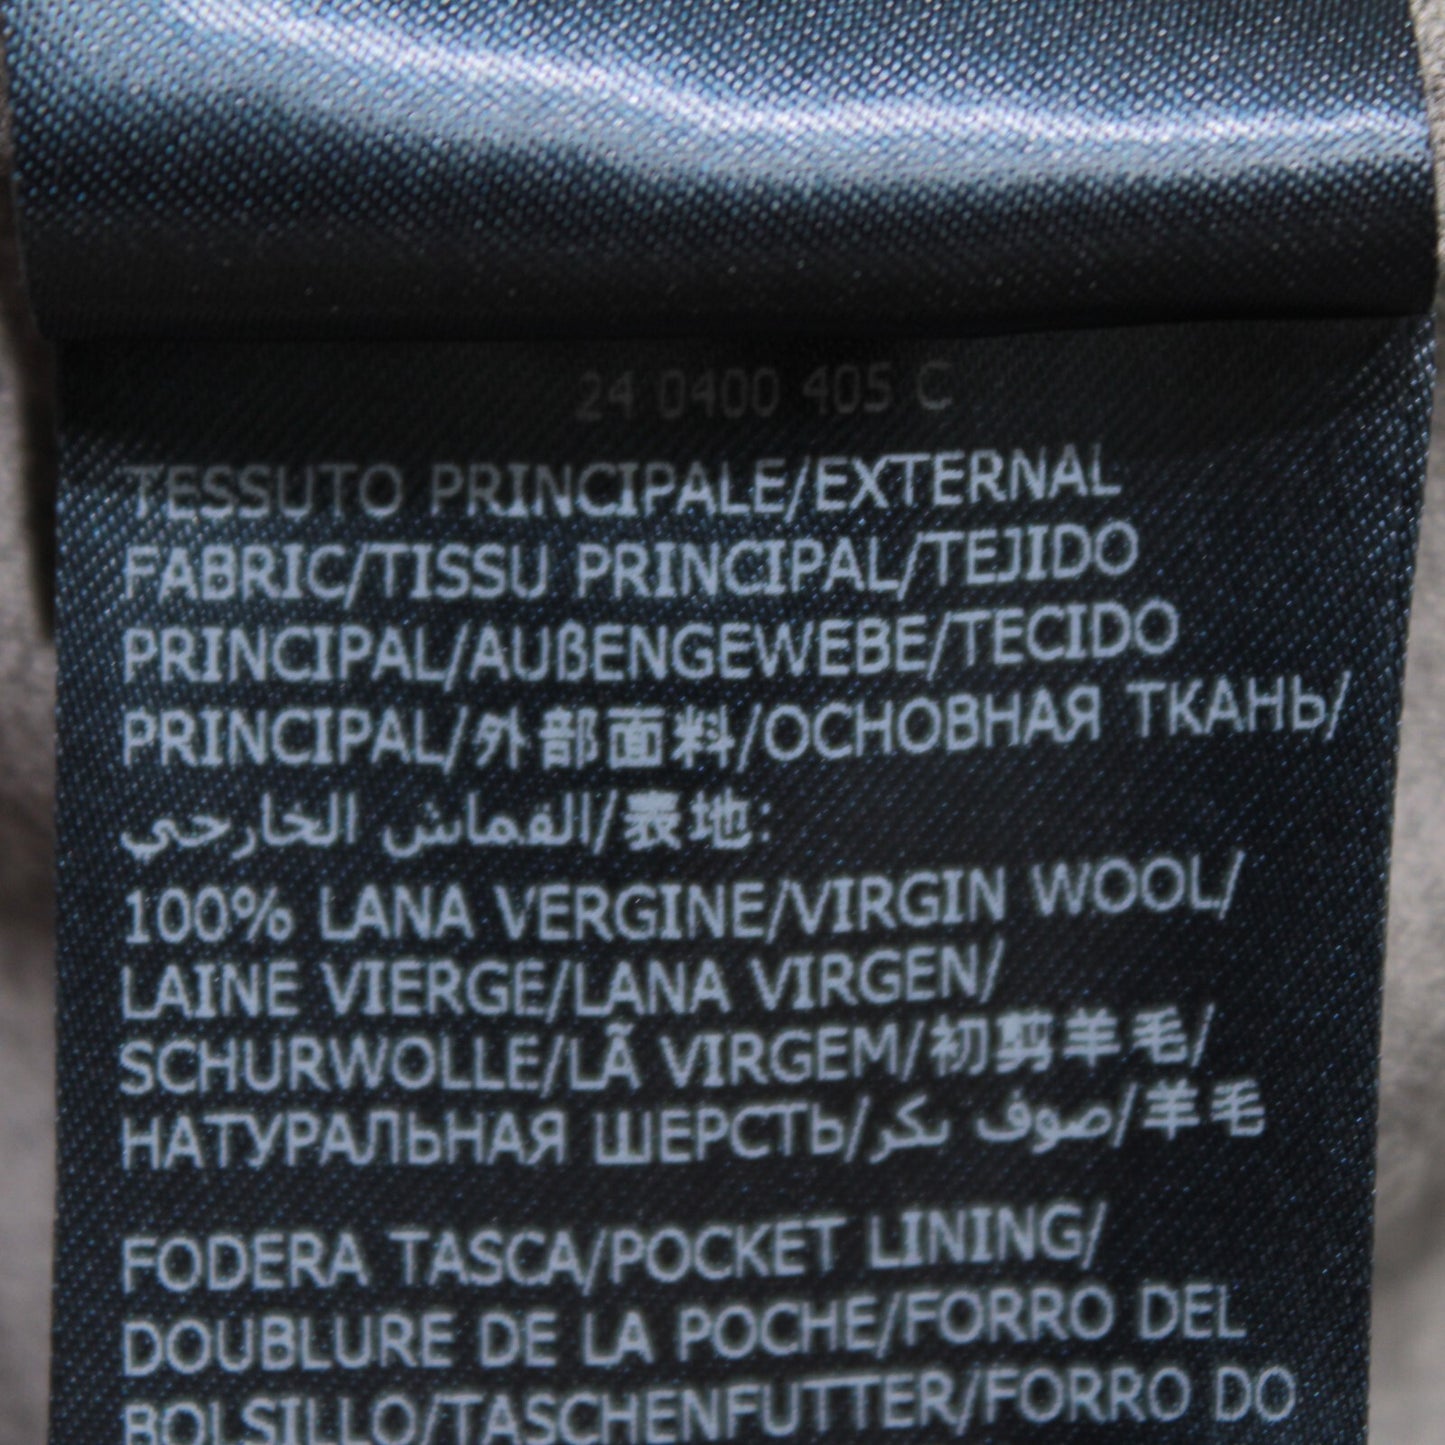 24 0400 405 C
TESSUTO PRINCIPALE/EXTERNAL
FABRIC/TISSU PRINCIPAL/TEJIDO
PRINCIPAL/AUßENGEWEBE/TECIDO
PRINCIPAL/外部面料/ОСНОВНАЯ ТКАНЬ/
القماش الخارجي/表地:
100% LANA VERGINE/VIRGIN WOOL/
LAINE VIERGE/LANA VIRGEN/
SCHURWOLLE/LÃ VIRGEM/初剪羊毛/
НАТУРАЛЬНАЯ ШЕРСТЬ/صوف بكر/羊毛
FODERA TASCA/POCKET LINING/
DOUBLURE DE LA POCHE/FORRO DEL
BOLSILLO/TASCHENFUTTER/FORRO DO